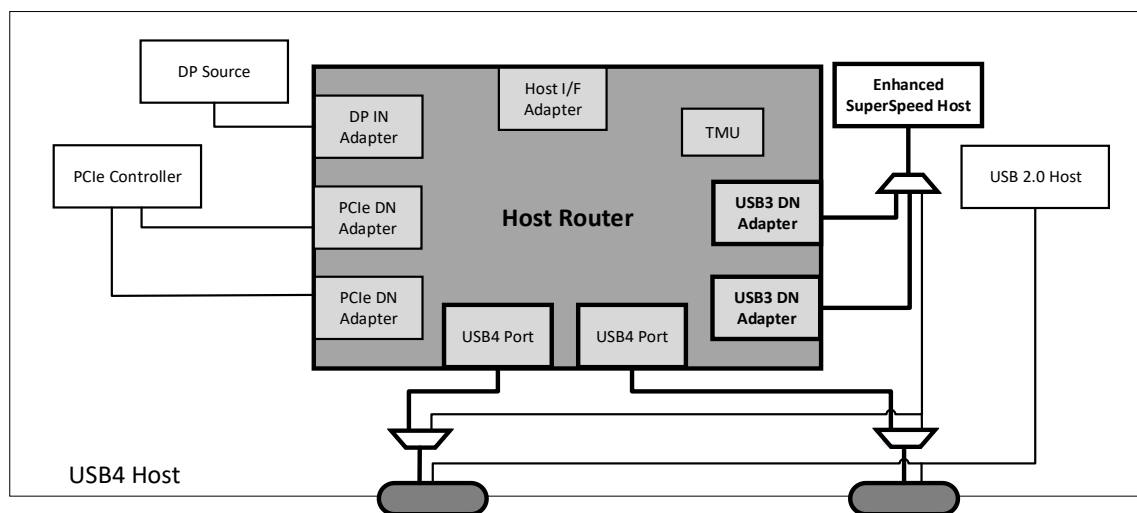 DP Source
Host I/F
Adapter
Enhanced
SuperSpeed Host
DP IN
Adapter
TMU
PCIe Controller
USB 2.0 Host
PCIe DN
Adapter
Host Router
USB3 DN
Adapter
PCIe DN
Adapter
USB3 DN
Adapter
USB4 Port
USB4 Port
USB4 Host